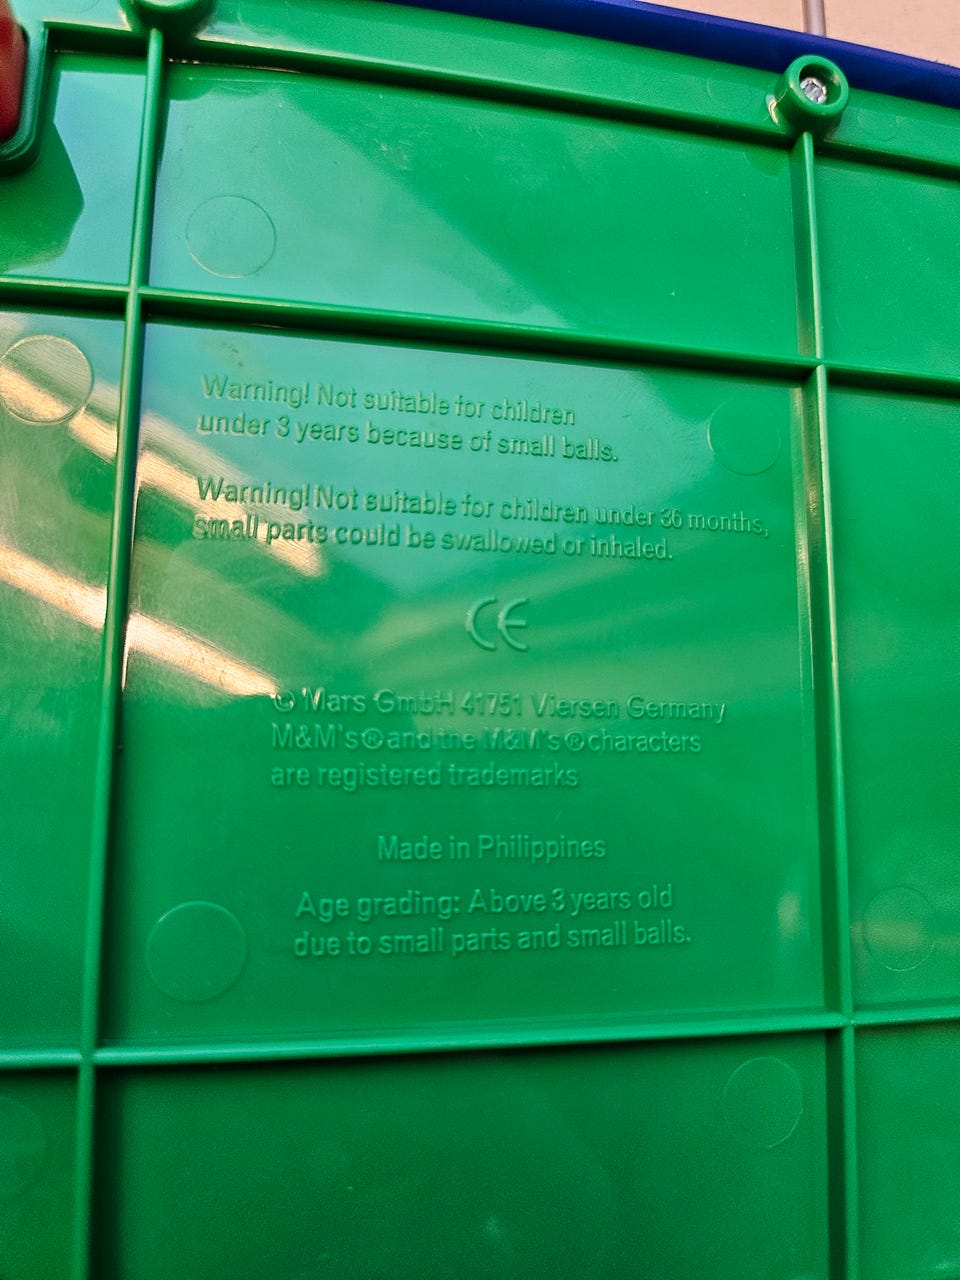 Warning! Not suitable for children
under 3 years because of small balls.
Warning! Not suitable for children under 36 months,
small parts could be swallowed or inhaled.
CE
© Mars GmbH 41751 Viersen Germany
M&M's® and the M&M's® characters
are registered trademarks
Made in Philippines
Age grading: Above 3 years old
due to small parts and small balls.